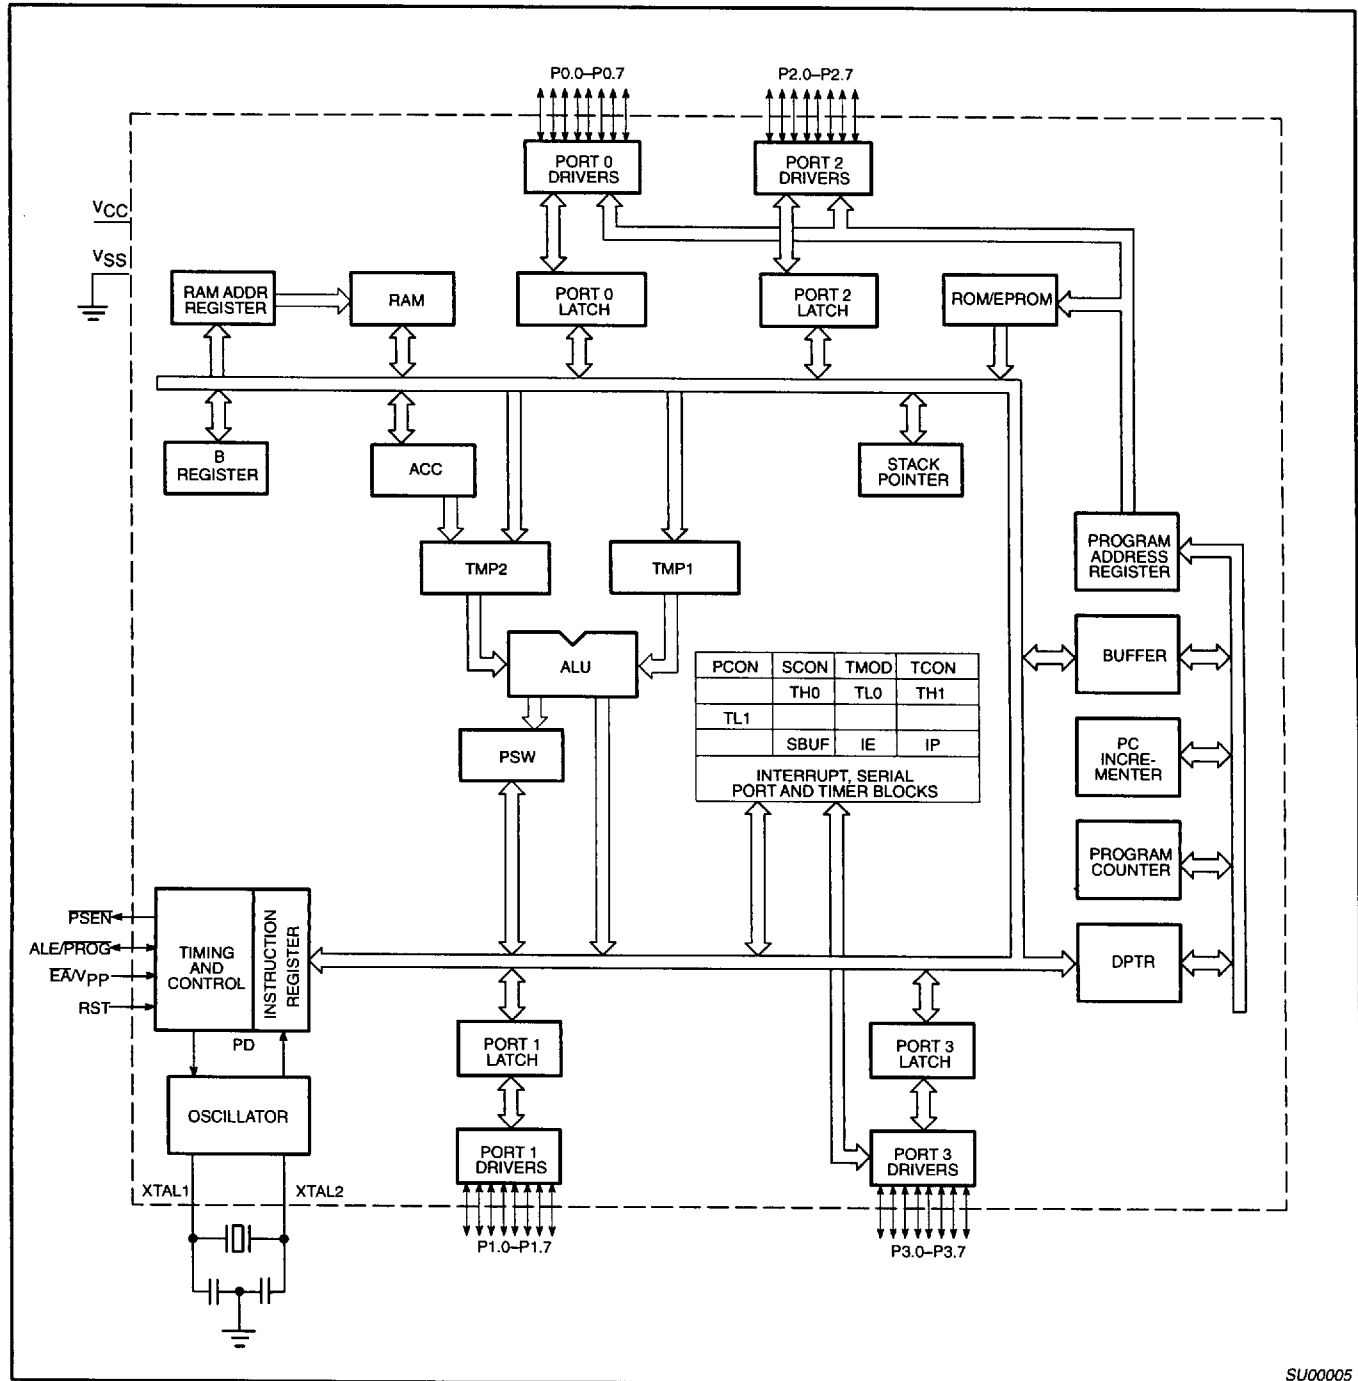 P0.0–P0.7
P2.0–P2.7
PORT 0
DRIVERS
PORT 2
DRIVERS
VCC
VSS
RAM ADDR
REGISTER
RAM
PORT 0
LATCH
PORT 2
LATCH
ROM/EPROM
B
REGISTER
ACC
STACK
POINTER
TMP2
TMP1
PROGRAM
ADDRESS
REGISTER
ALU
BUFFER
PCON SCON TMOD TCON
TH0 TL0 TH1
TL1
SBUF IE IP
INTERRUPT, SERIAL
PORT AND TIMER BLOCKS
PSW
PC
INCRE-
MENTER
PROGRAM
COUNTER
PSEN
ALE/PROG
EA/VPP
RST
TIMING
AND
CONTROL
INSTRUCTION
REGISTER
DPTR
PD
PORT 1
LATCH
PORT 3
LATCH
OSCILLATOR
PORT 1
DRIVERS
PORT 3
DRIVERS
XTAL1
XTAL2
P1.0–P1.7
P3.0–P3.7
SU00005